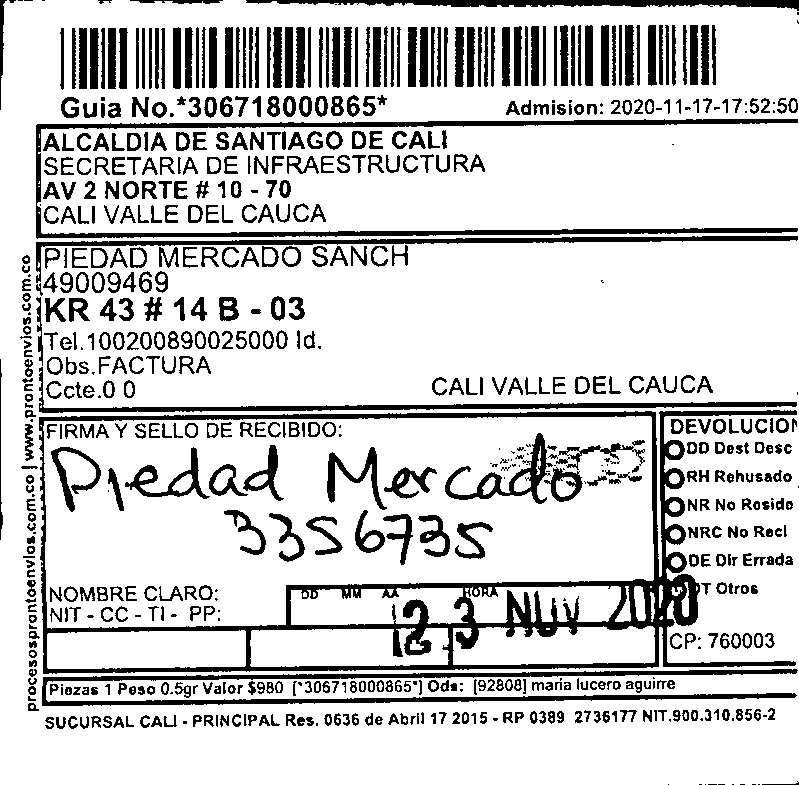 Guia No.*306718000865*
Admision: 2020-11-17-17:52:50
ALCALDIA DE SANTIAGO DE CALI
SECRETARIA DE INFRAESTRUCTURA
AV 2 NORTE # 10 - 70
CALI VALLE DEL CAUCA
PIEDAD MERCADO SANCH
49009469
KR 43 # 14 B - 03
Tel.100200890025000 Id.
Obs.FACTURA
Ccte.0 0
CALI VALLE DEL CAUCA
procesosprontoenvios.com.co | www.prontoenvios.com.co
FIRMA Y SELLO DE RECIBIDO:
Piedad Mercado
3356735
NOMBRE CLARO:
NIT - CC - TI - PP:
DD MM AA HORA
23 NOV 2020
DEVOLUCION
DD Dest Desc
RH Rehusado
NR No Reside
NRC No Recl
DE Dir Errada
DT Otros
CP: 760003
Piezas 1 Peso 0.5gr Valor $980 [*306718000865*] Ods: [92808] maria lucero aguirre
SUCURSAL CALI - PRINCIPAL Res. 0636 de Abril 17 2015 - RP 0389 2736177 NIT.900.310.856-2